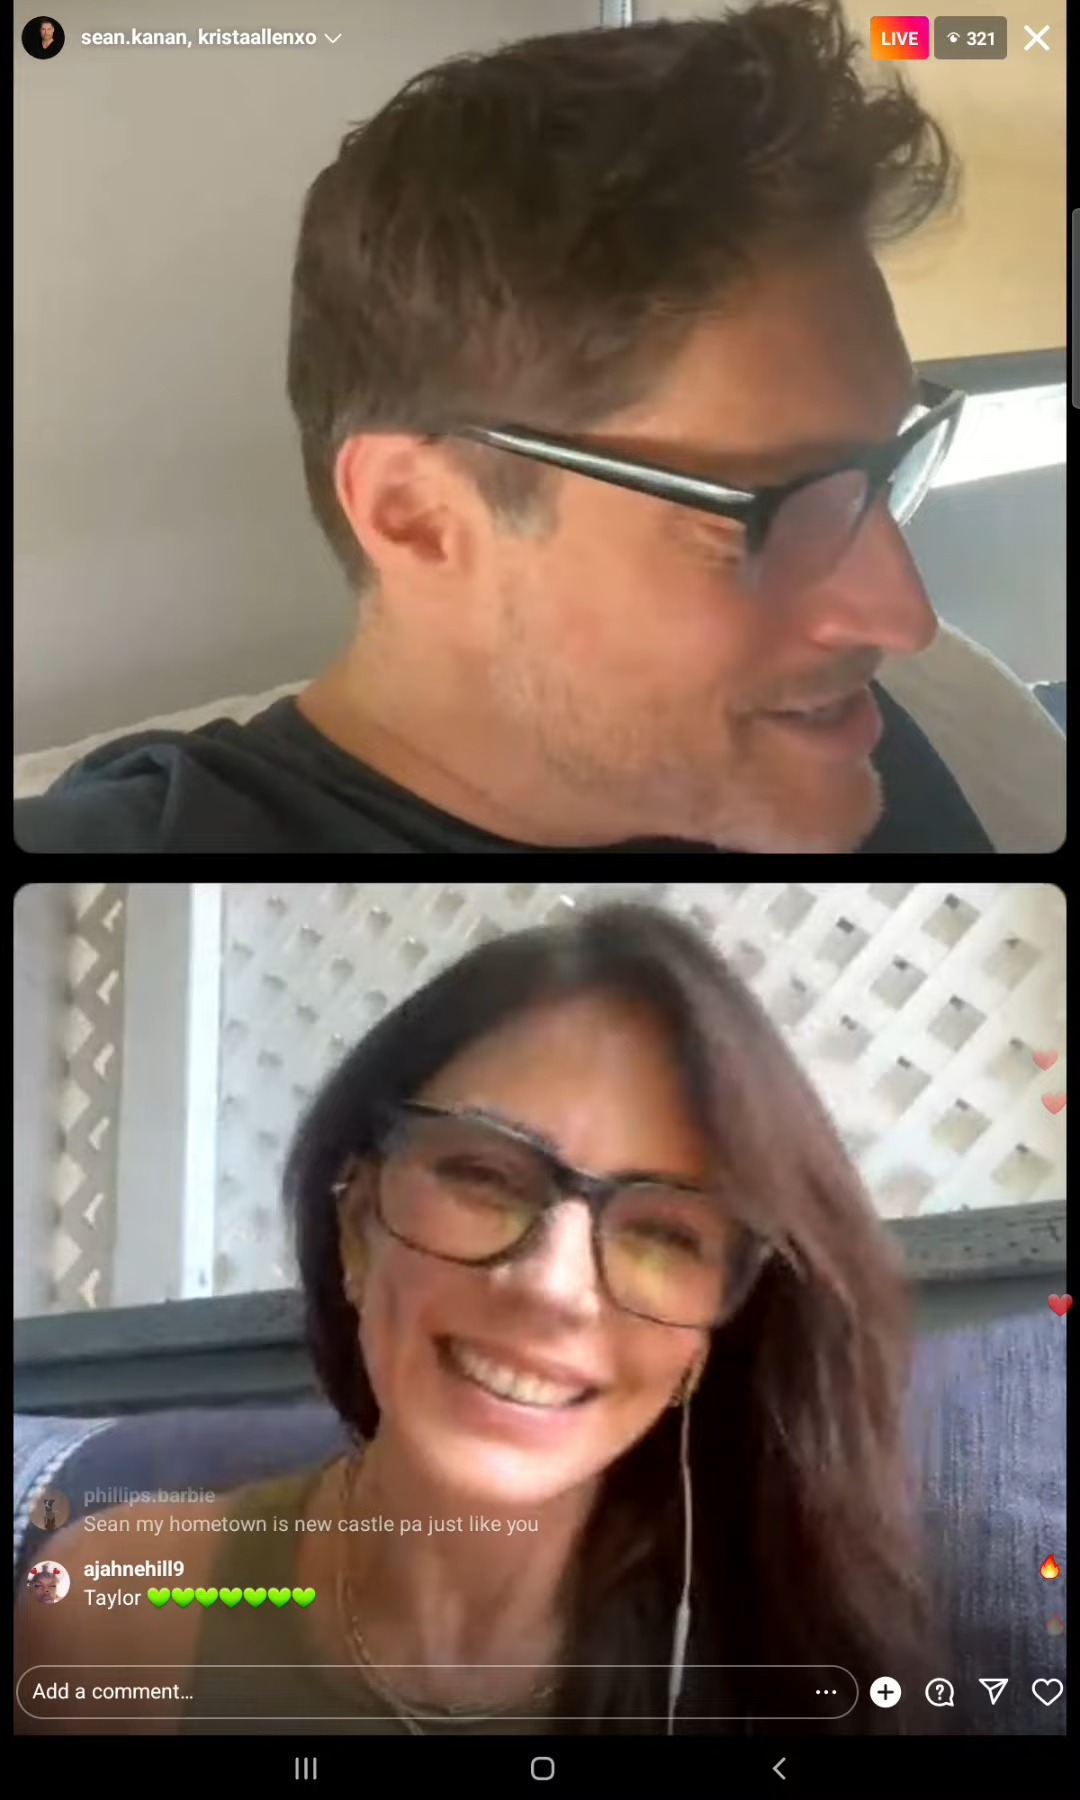 sean.kanan, kristaallenxo
LIVE
321
phillips.barbie
Sean my hometown is new castle pa just like you
ajahnehill9
Taylor 💚💚💚💚💚💚💚
Add a comment...